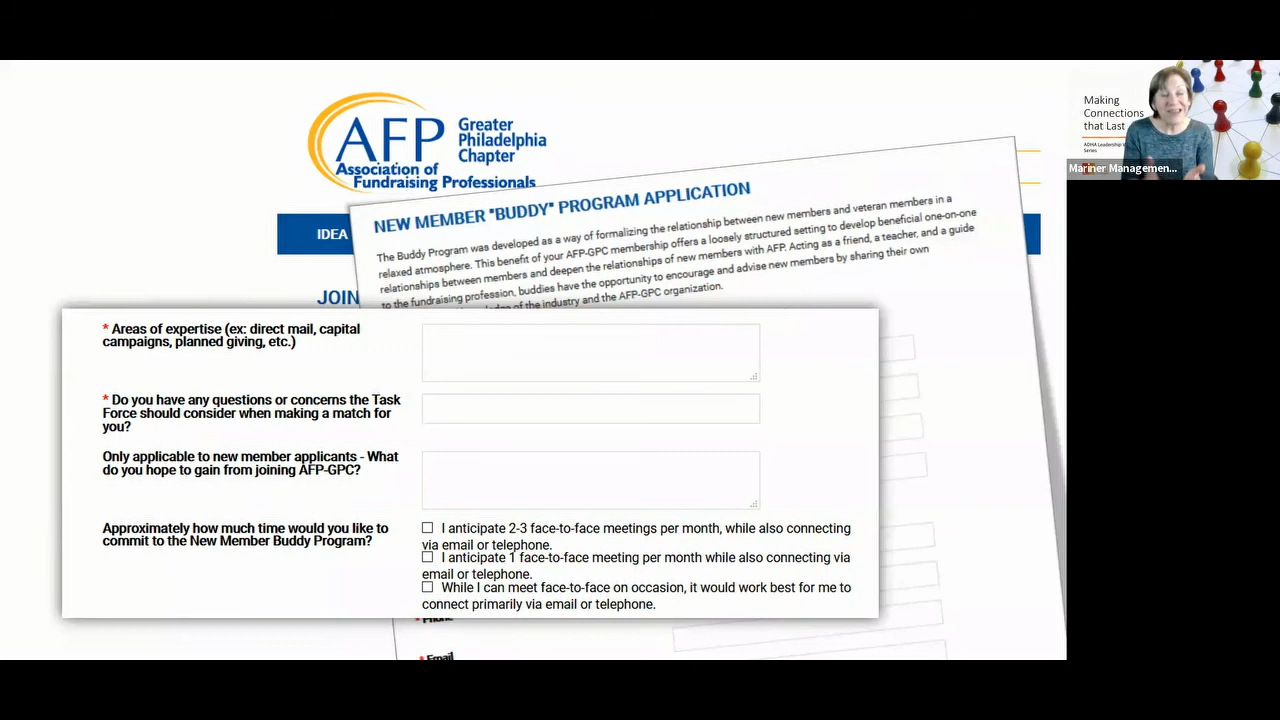 AFP
Greater
Philadelphia
Chapter
Association of
Fundraising Professionals
IDEA
JOIN
NEW MEMBER "BUDDY" PROGRAM APPLICATION
The Buddy Program was developed as a way of formalizing the relationship between new members and veteran members in a
relaxed atmosphere. This benefit of your AFP-GPC membership offers a loosely structured setting to develop beneficial one-on-one
relationships between members and deepen the relationships of new members with AFP. Acting as a friend, a teacher, and a guide
to the fundraising profession, buddies have the opportunity to encourage and advise new members by sharing their own
of the industry and the AFP-GPC organization.
* Areas of expertise (ex: direct mail, capital
campaigns, planned giving, etc.)
* Do you have any questions or concerns the Task
Force should consider when making a match for
you?
Only applicable to new member applicants - What
do you hope to gain from joining AFP-GPC?
Approximately how much time would you like to
commit to the New Member Buddy Program?
I anticipate 2-3 face-to-face meetings per month, while also connecting
via email or telephone.
I anticipate 1 face-to-face meeting per month while also connecting via
email or telephone.
While I can meet face-to-face on occasion, it would work best for me to
connect primarily via email or telephone.
* Phone
* Email
Making
Connections
that Last
ADHA Leadership
Series
Mariner Managemen...